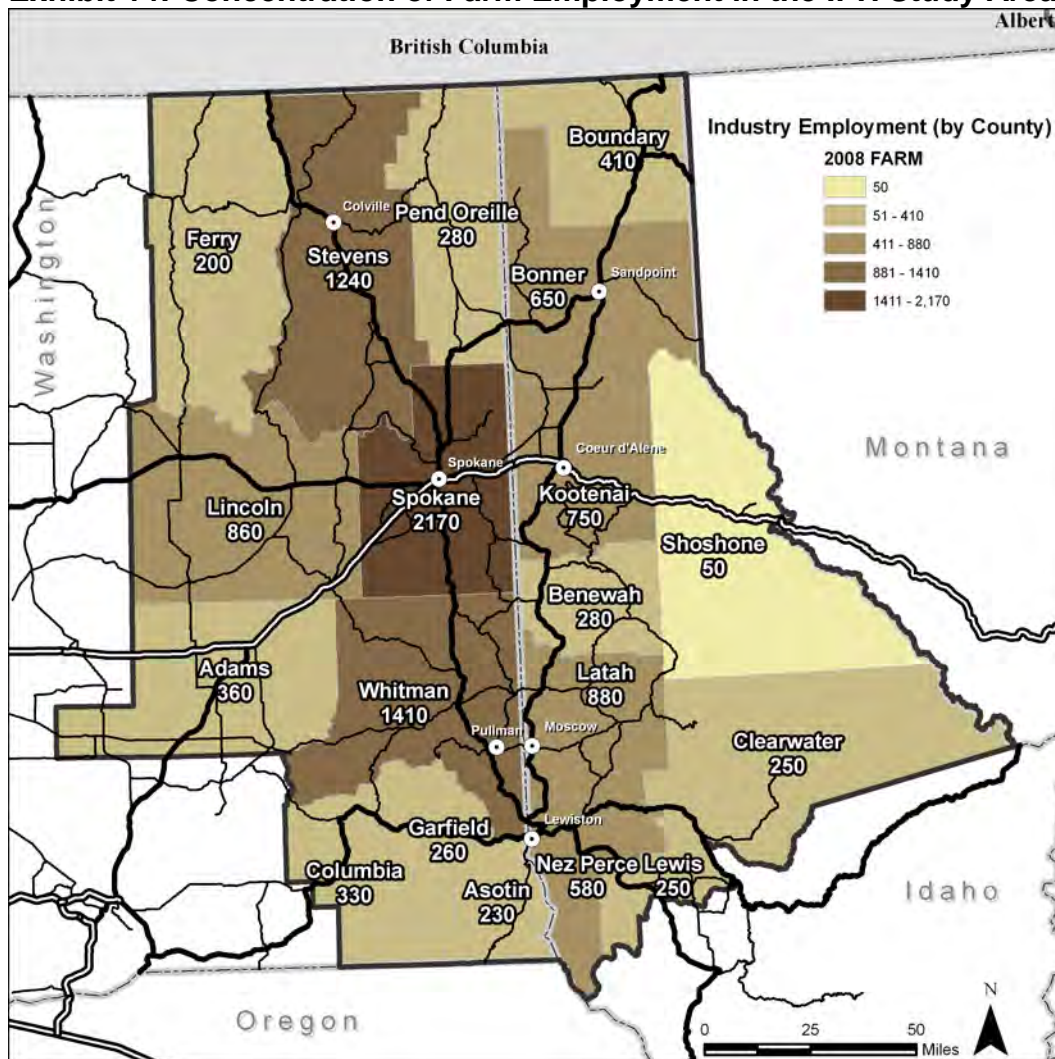 British Columbia
Albert
Industry Employment (by County)
2008 FARM
50
51 - 410
411 - 880
881 - 1410
1411 - 2,170
Boundary
410
Colville
Pend Oreille
280
Ferry
200
Stevens
1240
Bonner
650
Sandpoint
Washington
Montana
Spokane
Spokane
2170
Coeur d'Alene
Kootenai
750
Lincoln
860
Shoshone
50
Benewah
280
Adams
360
Whitman
1410
Latah
880
Pullman
Moscow
Clearwater
250
Garfield
260
Lewiston
Columbia
330
Asotin
230
Nez Perce
580
Lewis
250
Idaho
Oregon
N
0 25 50
Miles